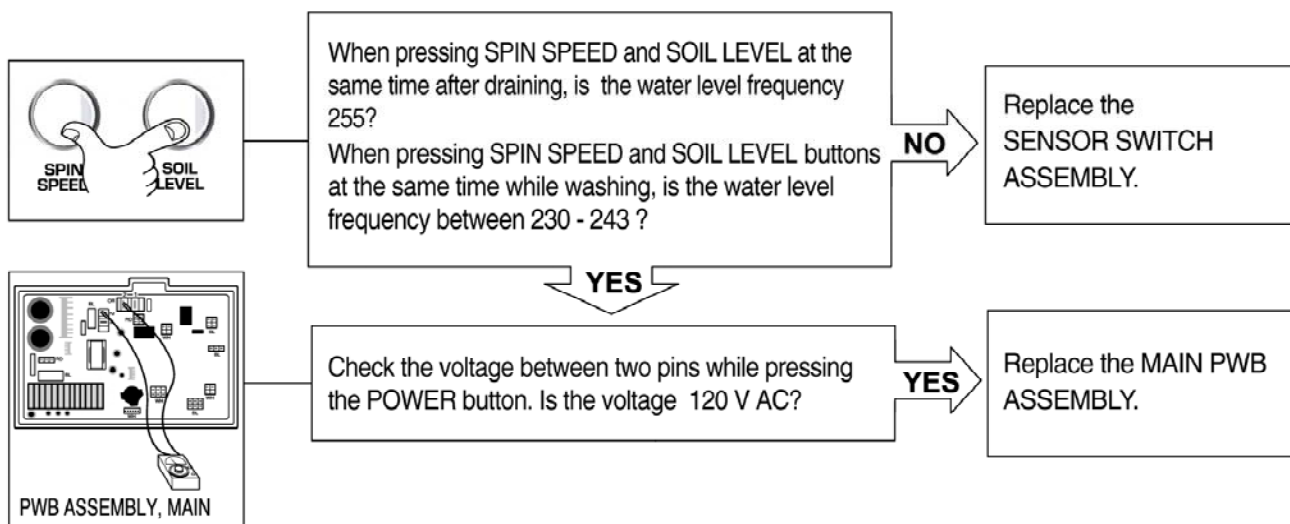 SPIN
SPEED
SOIL
LEVEL
When pressing SPIN SPEED and SOIL LEVEL at the
same time after draining, is the water level frequency
255?
When pressing SPIN SPEED and SOIL LEVEL buttons
at the same time while washing, is the water level
frequency between 230 - 243 ?
NO
Replace the
SENSOR SWITCH
ASSEMBLY.
YES
PWB ASSEMBLY, MAIN
Check the voltage between two pins while pressing
the POWER button. Is the voltage 120 V AC?
YES
Replace the MAIN PWB
ASSEMBLY.